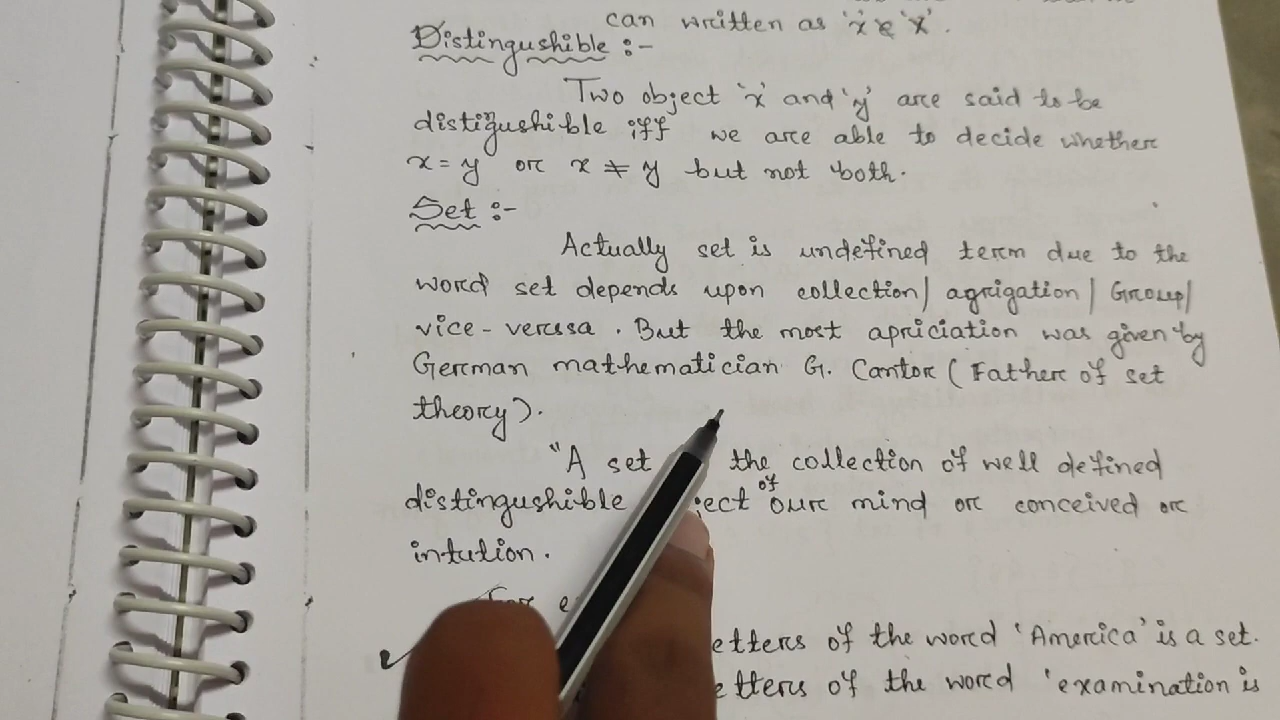 can written as 'x' & 'X'.
Distingushible :-
Two object 'x' and 'y' are said to be
distigushible iff we are able to decide whether
x = y or x ≠ y but not both.
Set :-
Actually set is undefined term due to the
word set depends upon collection/ agrigation/ Group/
vice-versa. But the most apriciation was given by
German mathematician G. Cantor (Father of set
theory).
"A set the collection of well defined
distingushible ject of our mind or conceived or
intution.
For e
etters of the word 'America' is a set.
etters of the word 'examination is